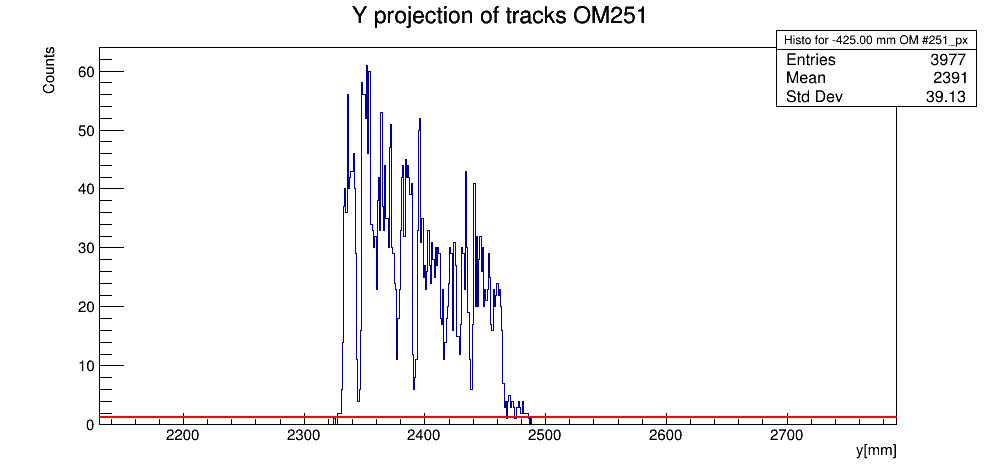 Y projection of tracks OM251
Histo for -425.00 mm OM #251_px
Entries 3977
Mean 2391
Std Dev 39.13
Counts
60
50
40
30
20
10
0
2200 2300 2400 2500 2600 2700
y[mm]